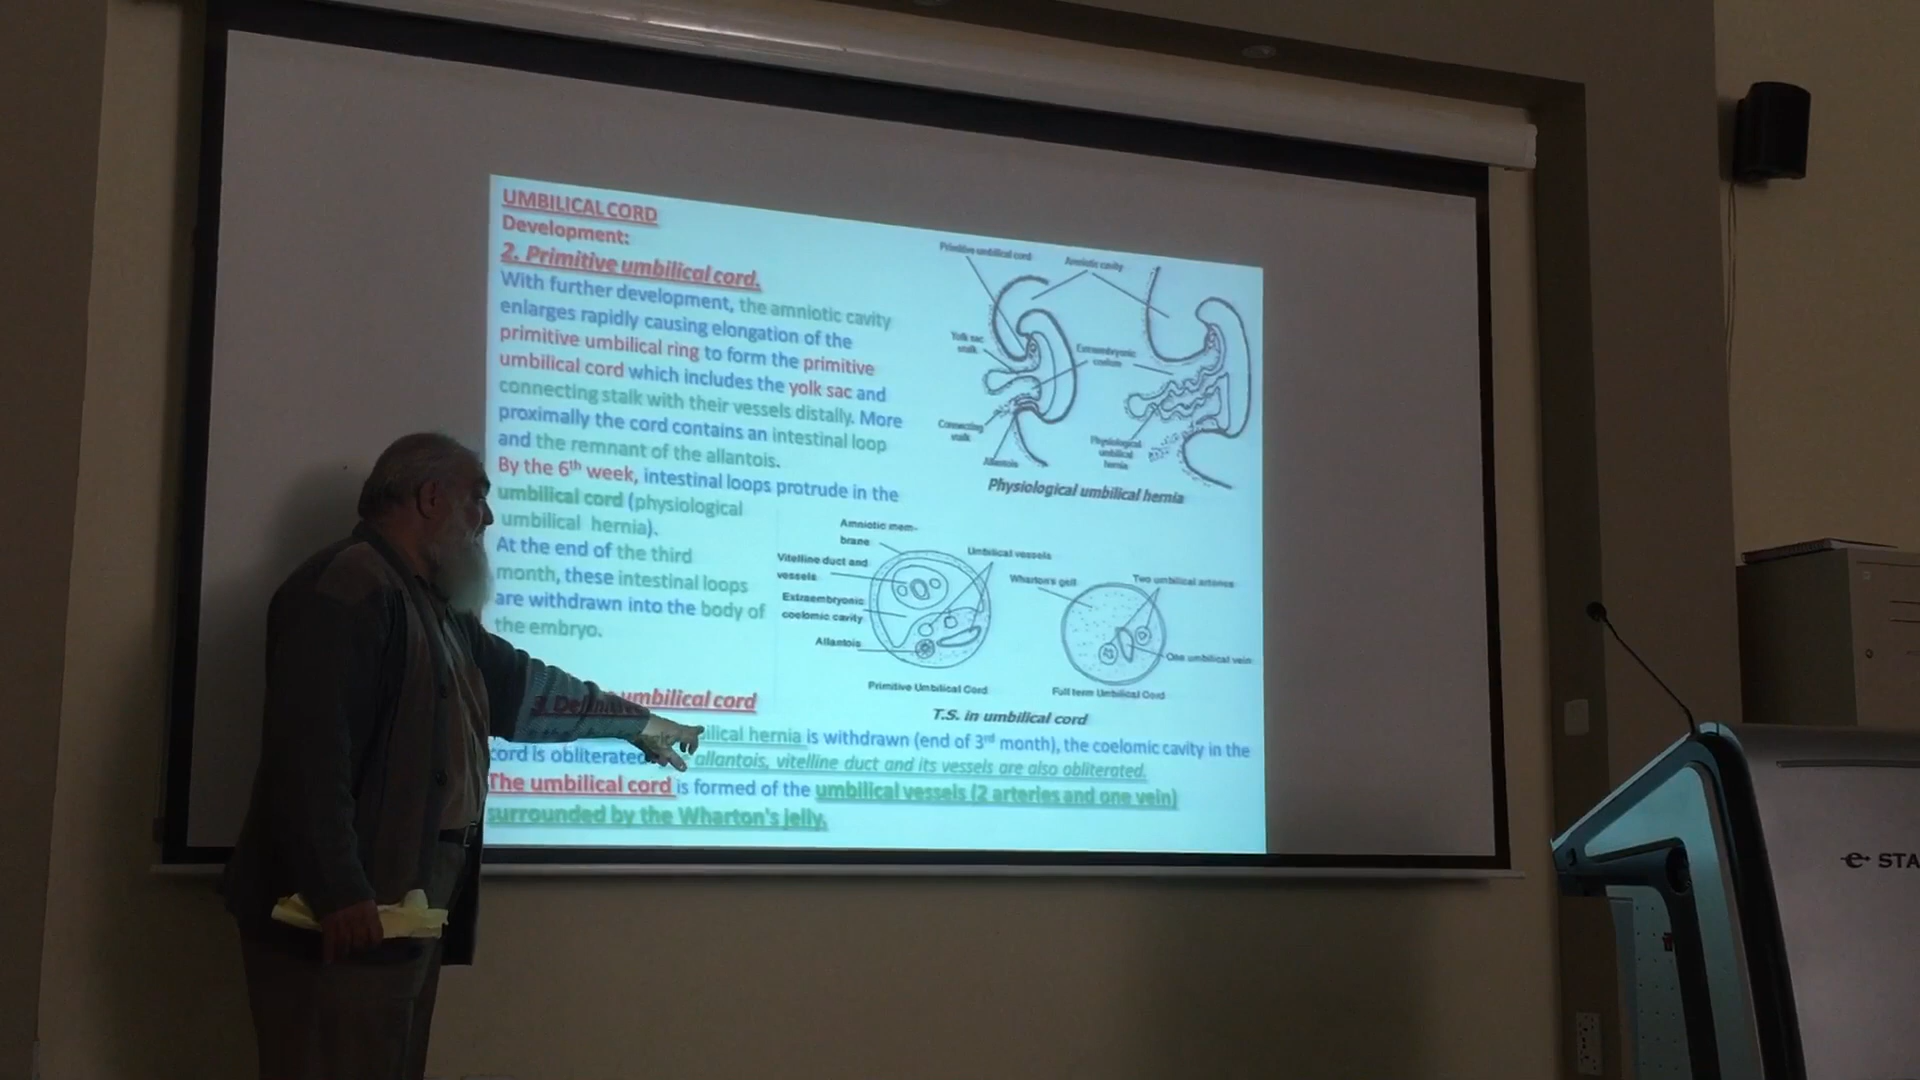 UMBILICAL CORD
Development:
2. Primitive umbilical cord.
With further development, the amniotic cavity
enlarges rapidly causing elongation of the
primitive umbilical ring to form the primitive
umbilical cord which includes the yolk sac and
connecting stalk with their vessels distally. More
proximally the cord contains an intestinal loop
and the remnant of the allantois.
By the 6th week, intestinal loops protrude in the
umbilical cord (physiological
umbilical hernia).
At the end of the third
month, these intestinal loops
are withdrawn into the body of
the embryo.
Primitive umbilical cord
Amniotic cavity
Yolk sac
stalk
Extraembryonic
coelom
Connecting
stalk
Allantois
Physiological
umbilical
hernia
Physiological umbilical hernia
Amniotic mem-
brane
Vitelline duct and
vessels
Extraembryonic
coelomic cavity
Allantois
Umbilical vessels
Primitive Umbilical Cord
Wharton's gell
Two umbilical arteries
One umbilical vein
Full term Umbilical Cord
T.S. in umbilical cord
3. umbilical cord
hernia is withdrawn (end of 3rd month), the coelomic cavity in the
cord is obliterated allantois, vitelline duct and its vessels are also obliterated.
The umbilical cord is formed of the umbilical vessels (2 arteries and one vein)
surrounded by the Wharton's jelly.
e- STA